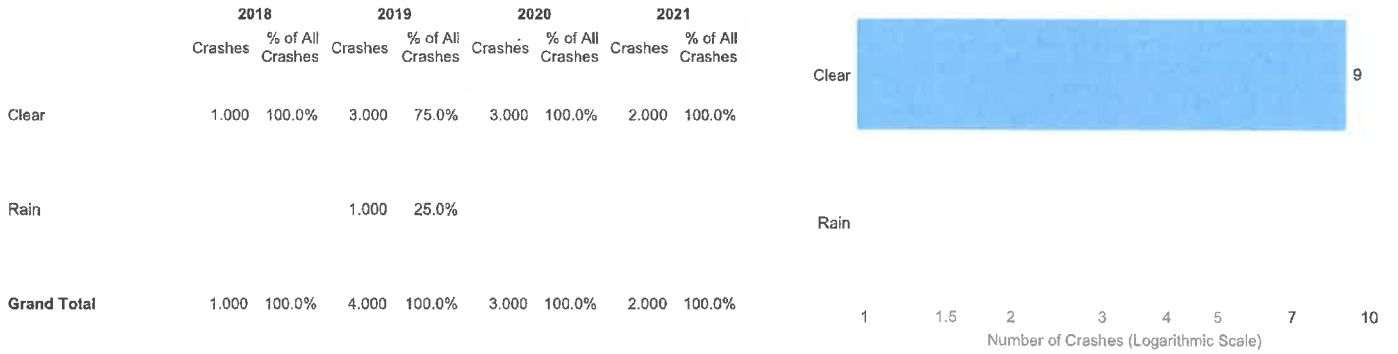 2018 2019 2020 2021
Crashes % of All Crashes Crashes % of All Crashes Crashes % of All Crashes Crashes % of All Crashes
Clear 1.000 100.0% 3.000 75.0% 3.000 100.0% 2.000 100.0%
Rain 1.000 25.0%
Grand Total 1.000 100.0% 4.000 100.0% 3.000 100.0% 2.000 100.0%
Clear 9
Rain
1 1.5 2 3 4 5 7 10
Number of Crashes (Logarithmic Scale)